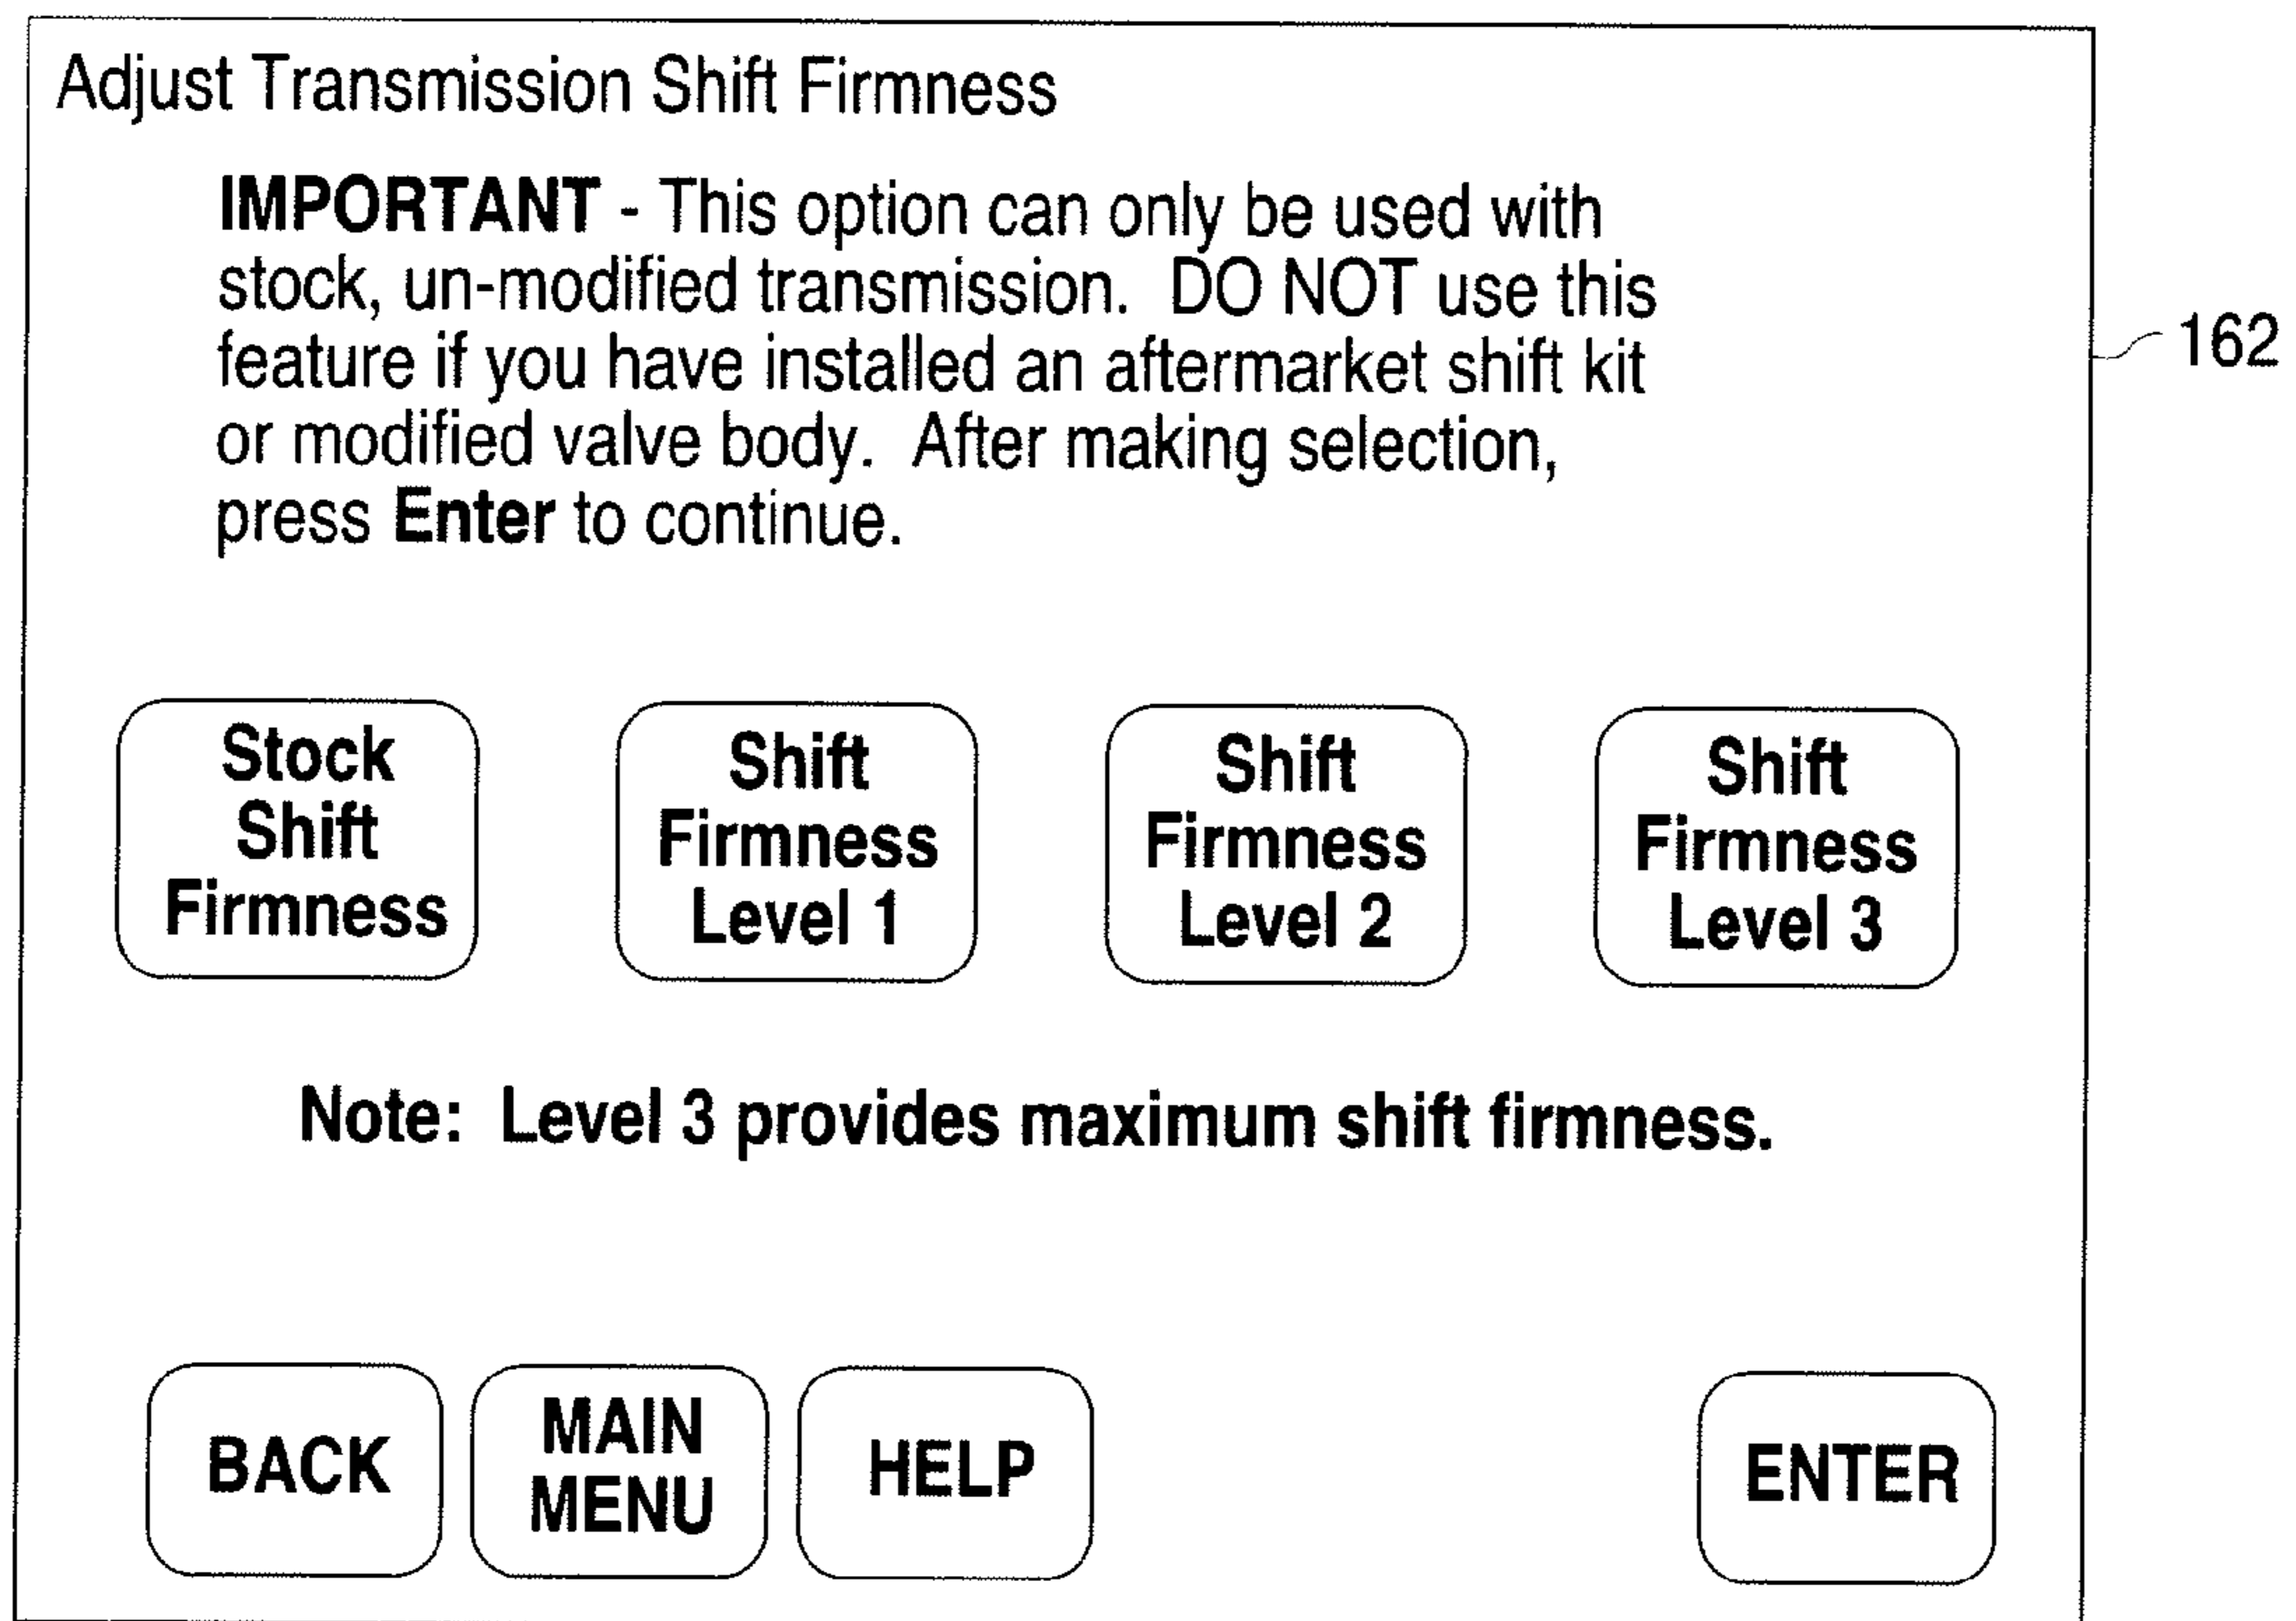 Adjust Transmission Shift Firmness
IMPORTANT - This option can only be used with
stock, un-modified transmission.  DO NOT use this
feature if you have installed an aftermarket shift kit
or modified valve body.  After making selection,
press Enter to continue.
162
Stock
Shift
Firmness
Shift
Firmness
Level 1
Shift
Firmness
Level 2
Shift
Firmness
Level 3
Note:  Level 3 provides maximum shift firmness.
BACK
MAIN
MENU
HELP
ENTER